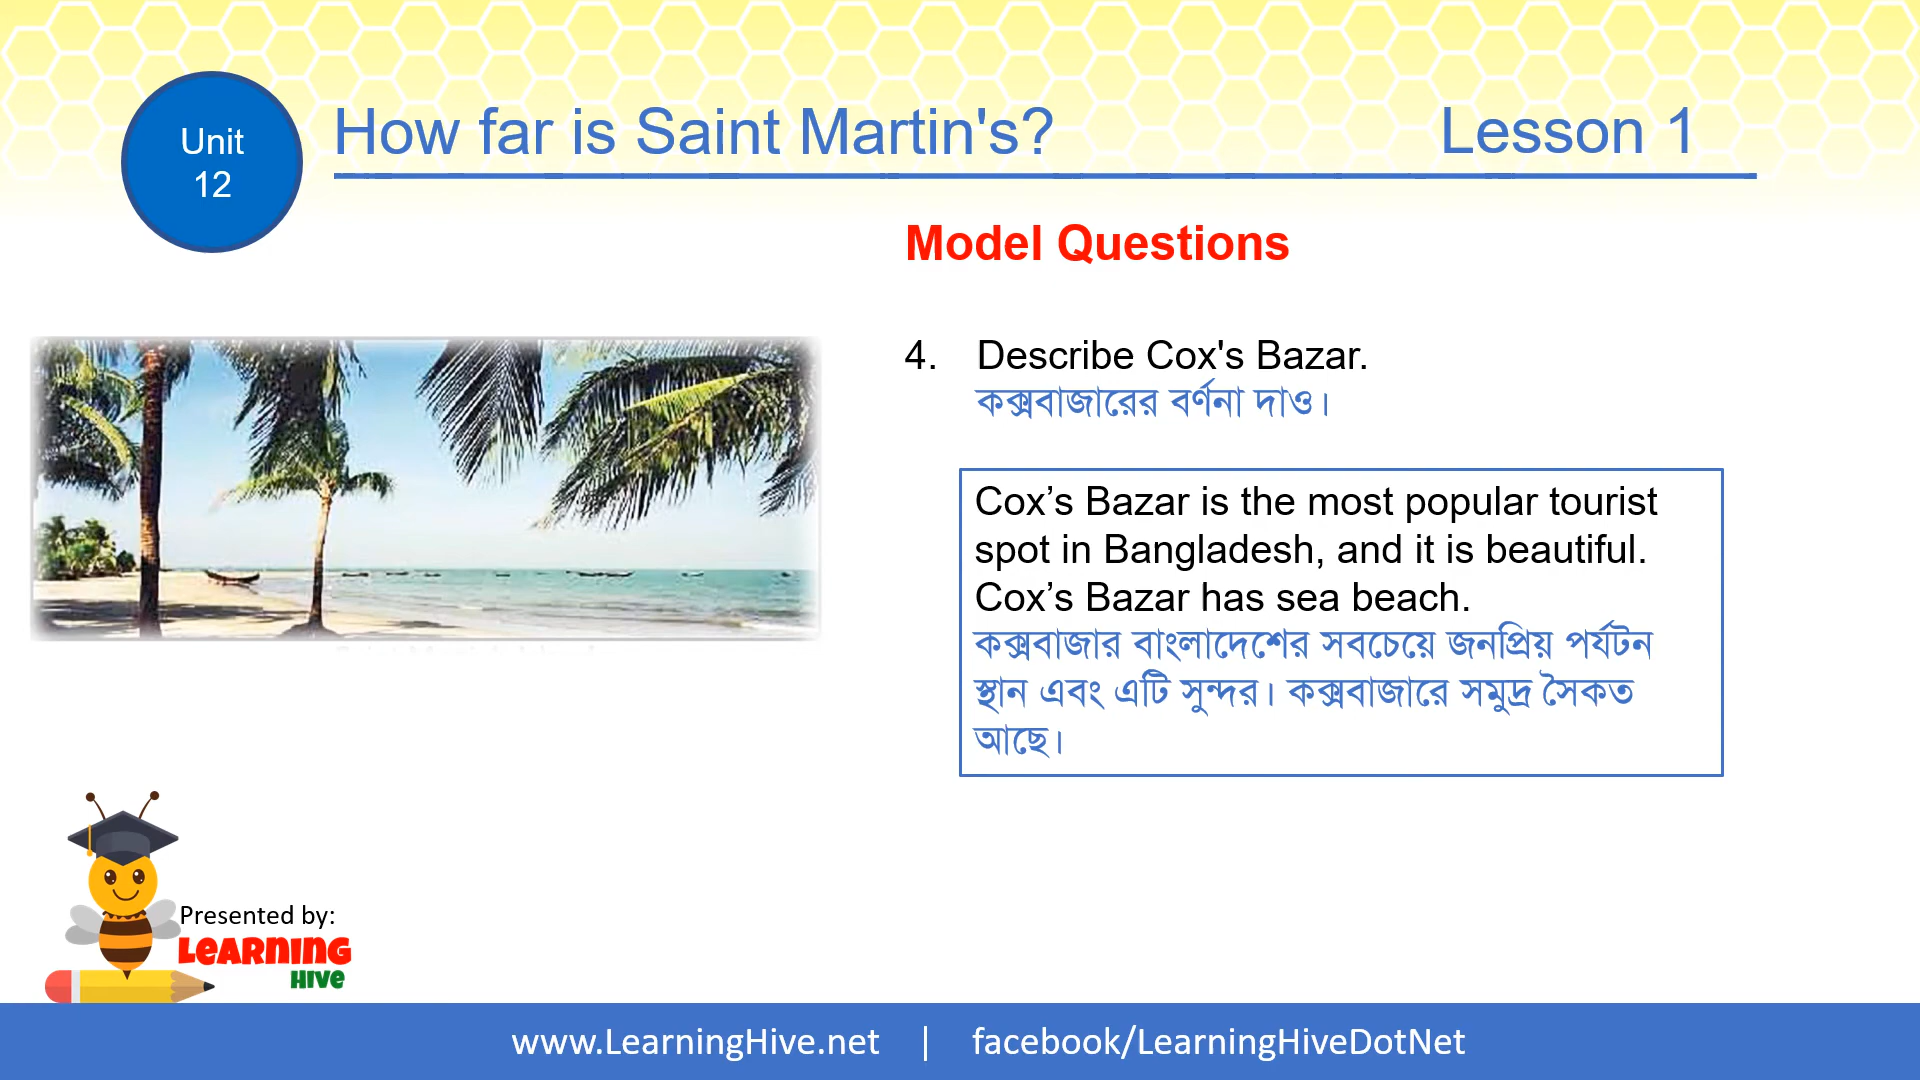 Unit
12
How far is Saint Martin's?
Lesson 1
Model Questions
4. Describe Cox's Bazar.
কক্সবাজারের বর্ণনা দাও।
Cox’s Bazar is the most popular tourist
spot in Bangladesh, and it is beautiful.
Cox’s Bazar has sea beach.
কক্সবাজার বাংলাদেশের সবচেয়ে জনপ্রিয় পর্যটন
স্থান এবং এটি সুন্দর। কক্সবাজারে সমুদ্র সৈকত
আছে।
Presented by:
LEARNING
HIVE
www.LearningHive.net | facebook/LearningHiveDotNet